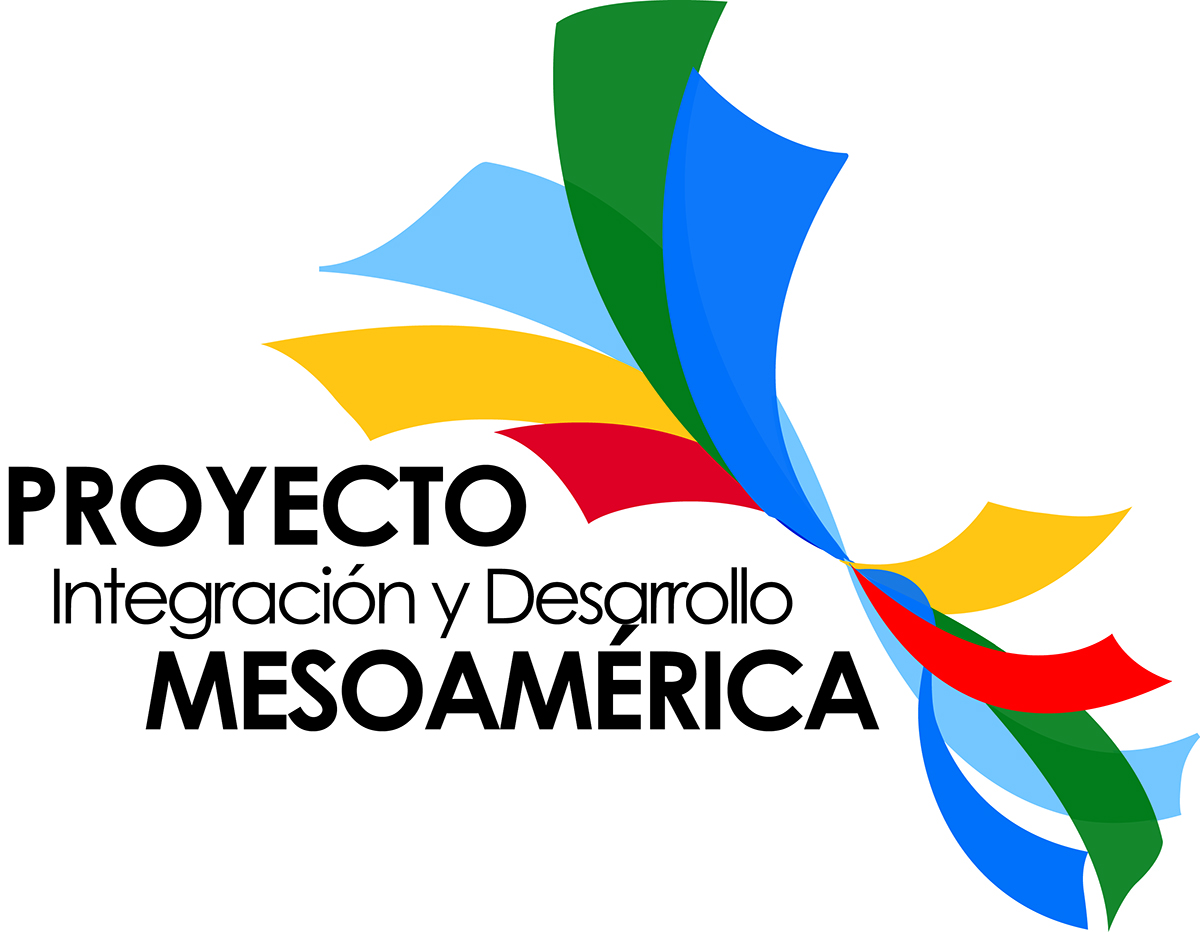 PROYECTO
Integración y Desarrollo
MESOAMÉRICA